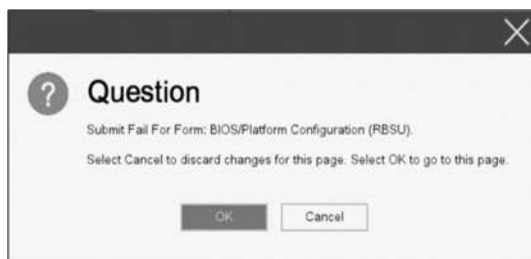 ?
Question
Submit Fail For Form: BIOS/Platform Configuration (RBSU).
Select Cancel to discard changes for this page. Select OK to go to this page.
OK
Cancel